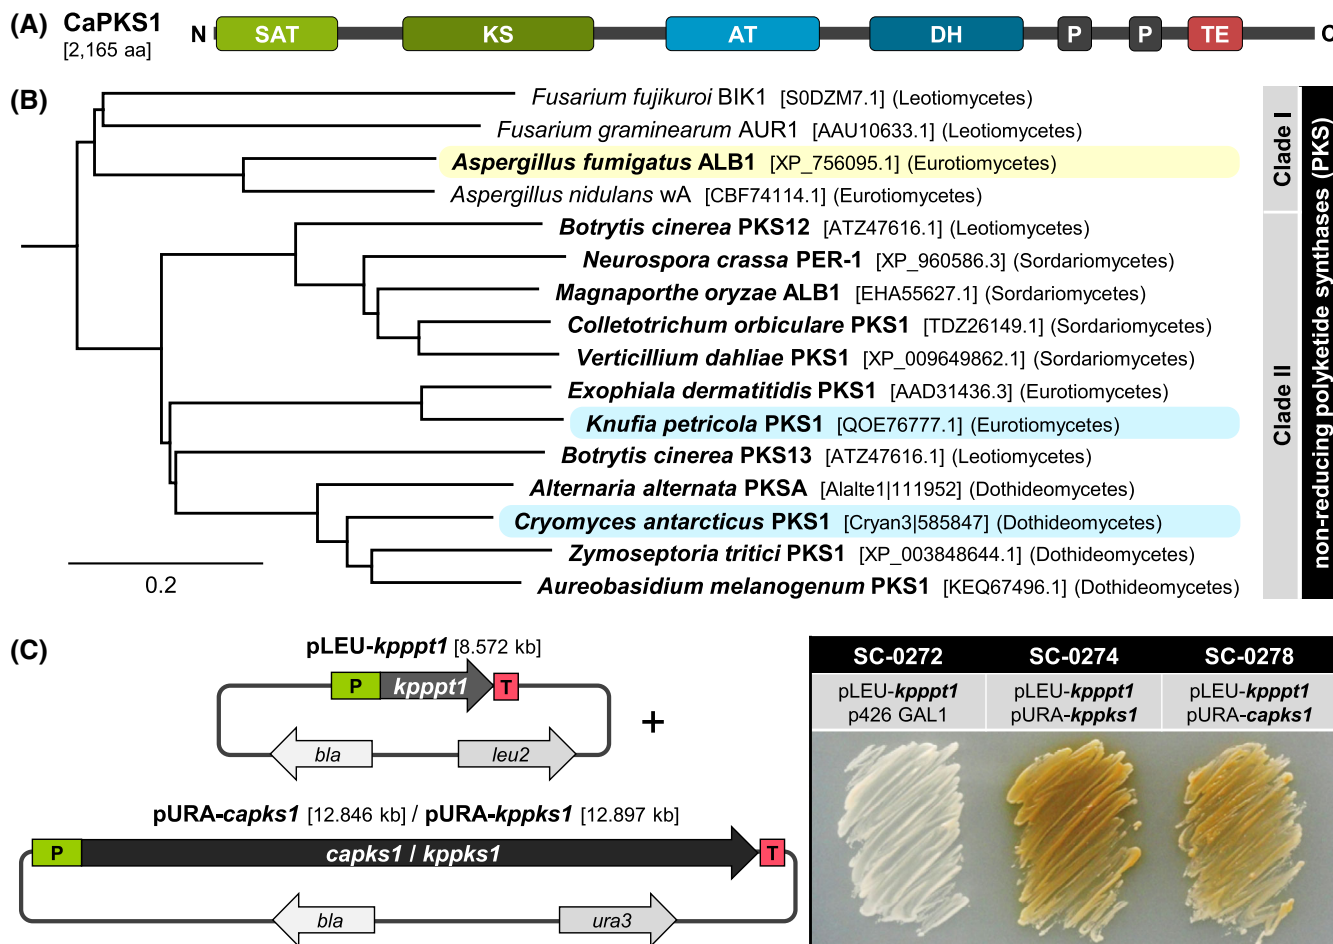 (A) CaPKS1
[2,165 aa]
N SAT KS AT DH P P TE C
(B)
Fusarium fujikuroi BIK1 [S0DZM7.1] (Leotiomycetes)
Fusarium graminearum AUR1 [AAU10633.1] (Leotiomycetes)
Aspergillus fumigatus ALB1 [XP_756095.1] (Eurotiomycetes)
Aspergillus nidulans wA [CBF74114.1] (Eurotiomycetes)
Botrytis cinerea PKS12 [ATZ47616.1] (Leotiomycetes)
Neurospora crassa PER-1 [XP_960586.3] (Sordariomycetes)
Magnaporthe oryzae ALB1 [EHA55627.1] (Sordariomycetes)
Colletotrichum orbiculare PKS1 [TDZ26149.1] (Sordariomycetes)
Verticillium dahliae PKS1 [XP_009649862.1] (Sordariomycetes)
Exophiala dermatitidis PKS1 [AAD31436.3] (Eurotiomycetes)
Knufia petricola PKS1 [QOE76777.1] (Eurotiomycetes)
Botrytis cinerea PKS13 [ATZ47616.1] (Leotiomycetes)
Alternaria alternata PKSA [Alalte1|111952] (Dothideomycetes)
Cryomyces antarcticus PKS1 [Cryan3|585847] (Dothideomycetes)
Zymoseptoria tritici PKS1 [XP_003848644.1] (Dothideomycetes)
Aureobasidium melanogenum PKS1 [KEQ67496.1] (Dothideomycetes)
0.2
Clade I
Clade II
non-reducing polyketide synthases (PKS)
(C)
pLEU-kpppt1 [8.572 kb]
P kpppt1 T
bla leu2
+
pURA-capks1 [12.846 kb] / pURA-kppks1 [12.897 kb]
P capks1 / kppks1 T
bla ura3
SC-0272 SC-0274 SC-0278
pLEU-kpppt1 pLEU-kpppt1 pLEU-kpppt1
p426 GAL1 pURA-kppks1 pURA-capks1